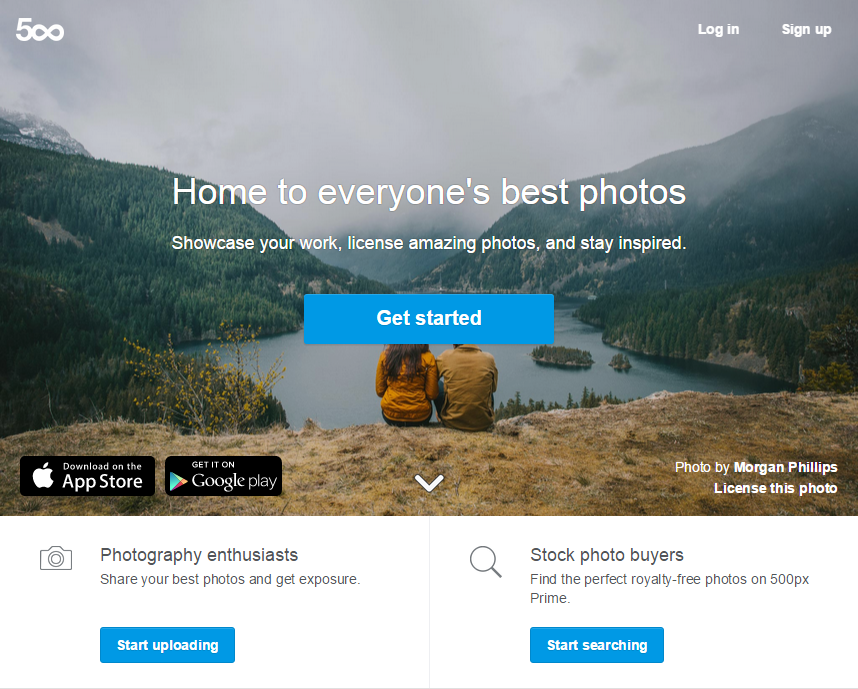 500
Log in
Sign up
Home to everyone's best photos
Showcase your work, license amazing photos, and stay inspired.
Get started
Download on the
App Store
GET IT ON
Google play
Photo by Morgan Phillips
License this photo
Photography enthusiasts
Share your best photos and get exposure.
Start uploading
Stock photo buyers
Find the perfect royalty-free photos on 500px
Prime.
Start searching